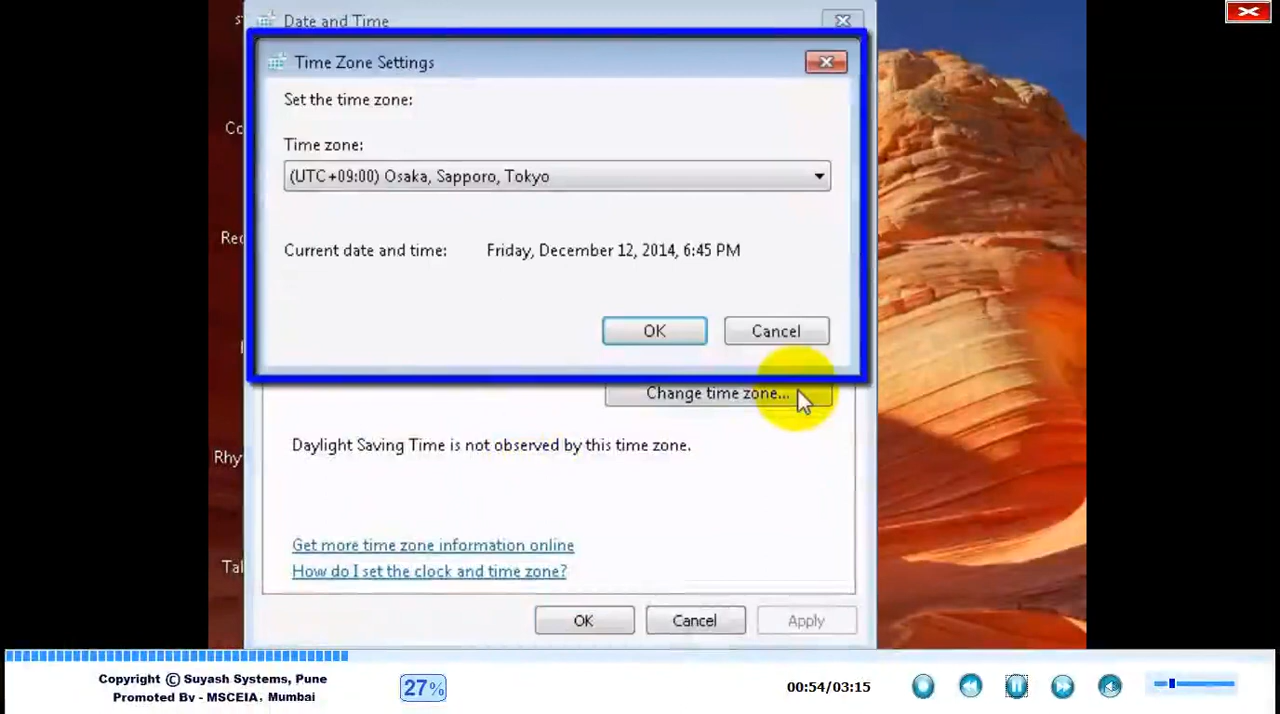 Date and Time
Time Zone Settings
Set the time zone:
Time zone:
(UTC+09:00) Osaka, Sapporo, Tokyo
Current date and time: Friday, December 12, 2014, 6:45 PM
OK Cancel
Change time zone...
Daylight Saving Time is not observed by this time zone.
Get more time zone information online
How do I set the clock and time zone?
OK Cancel Apply
Copyright © Suyash Systems, Pune
Promoted By - MSCEIA, Mumbai
27%
00:54/03:15